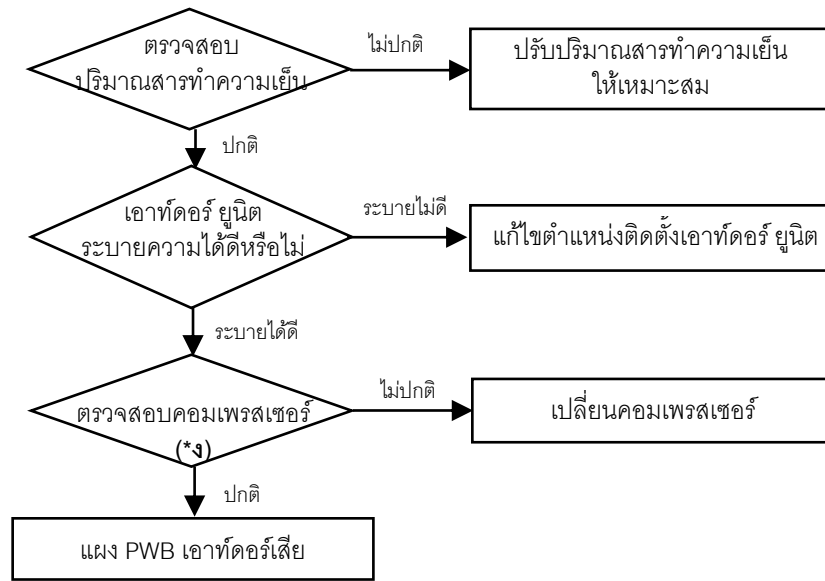 ตรวจสอบ
ปริมาณสารทำความเย็น
ไม่ปกติ
ปรับปริมาณสารทำความเย็น
ให้เหมาะสม
ปกติ
เอาท์ดอร์ ยูนิต
ระบายความได้ดีหรือไม่
ระบายไม่ดี
แก้ไขตำแหน่งติดตั้งเอาท์ดอร์ ยูนิต
ระบายได้ดี
ตรวจสอบคอมเพรสเซอร์
(*ง)
ไม่ปกติ
เปลี่ยนคอมเพรสเซอร์
ปกติ
แผง PWB เอาท์ดอร์เสีย